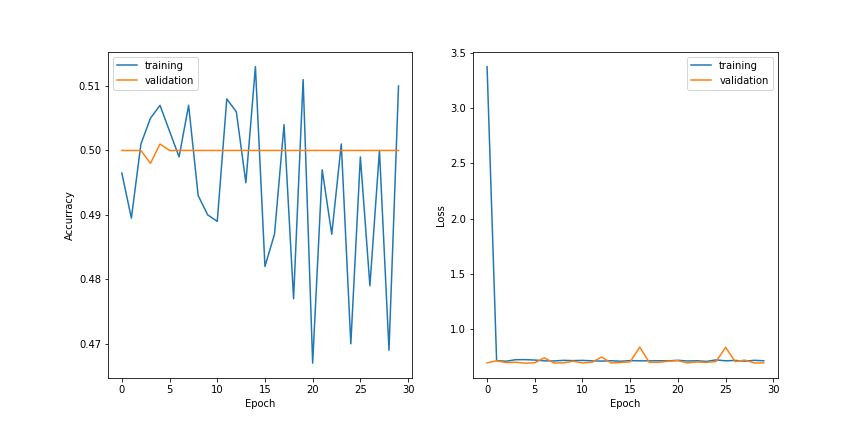 training
validation
0.51
0.50
0.49
0.48
0.47
Accurracy
0 5 10 15 20 25 30
Epoch
training
validation
3.5
3.0
2.5
2.0
1.5
1.0
Loss
0 5 10 15 20 25 30
Epoch